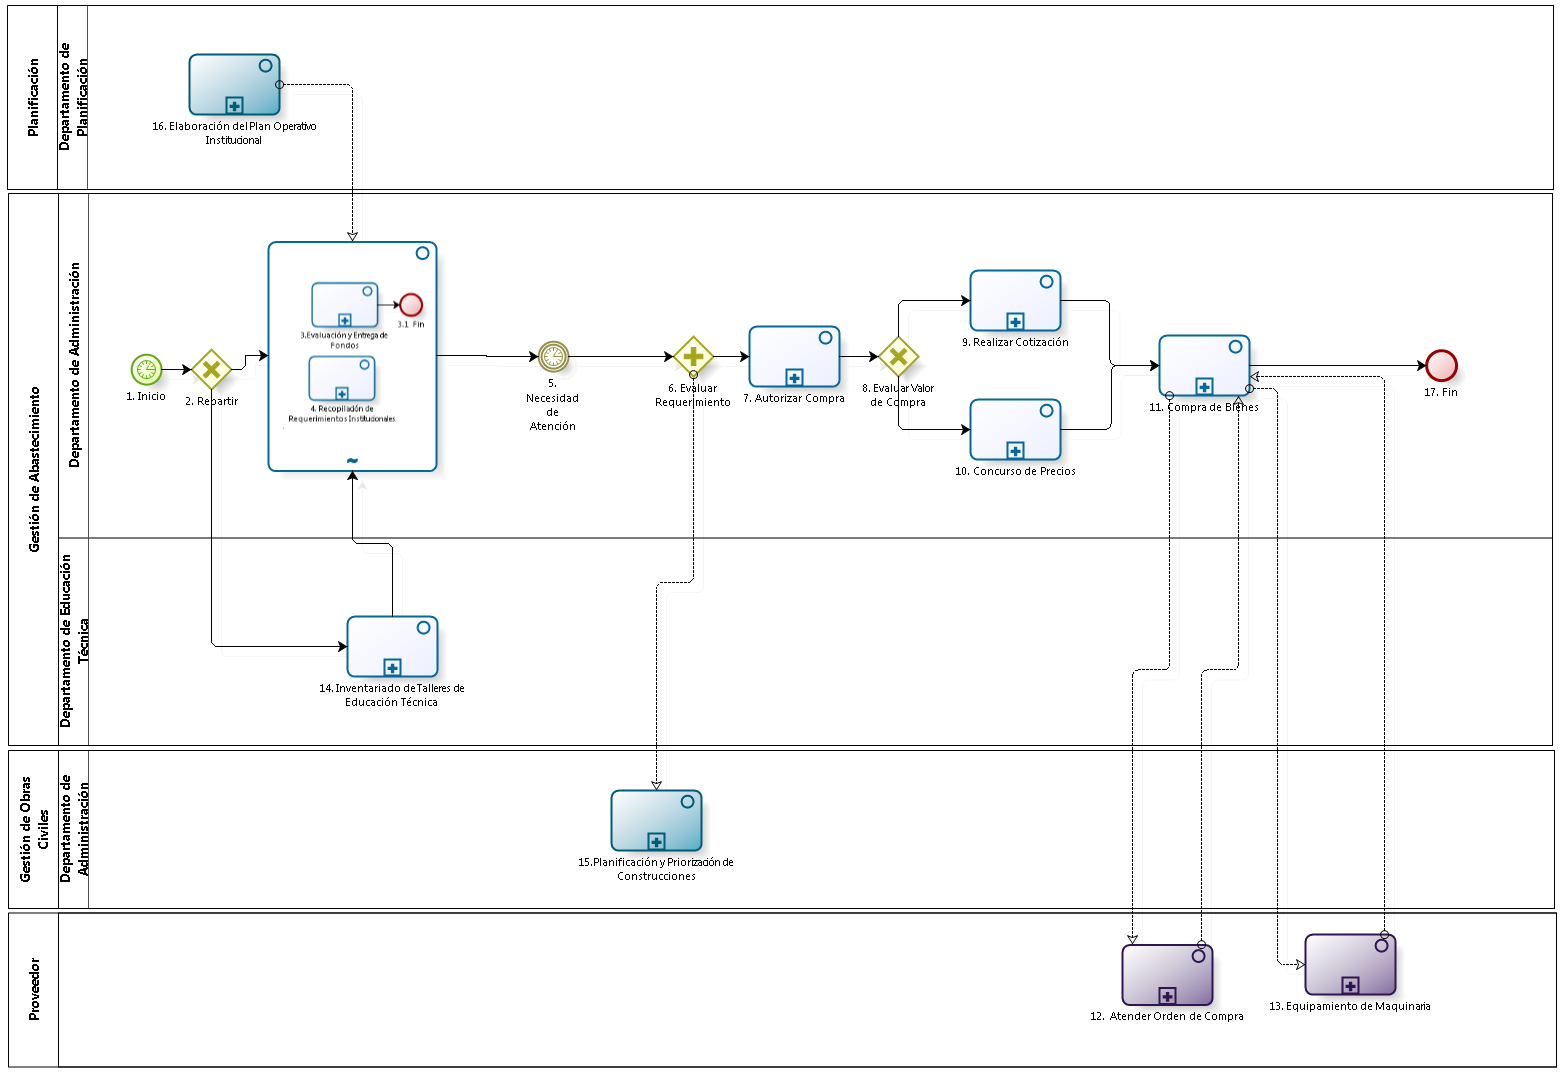 Planificación
Departamento de
Planificación
16. Elaboración del Plan Operativo
Institucional
Gestión de Abastecimiento
Departamento de Administración
1. Inicio
2. Repartir
3.Evaluación y Entrega de
Fondos
3.1 Fin
4. Recopilación de
Requerimientos Institucionales
5.
Necesidad
de
Atención
6. Evaluar
Requerimiento
7. Autorizar Compra
8. Evaluar Valor
de Compra
9. Realizar Cotización
10. Concurso de Precios
11. Compra de Bienes
17. Fin
Departamento de Educación
Técnica
14. Inventariado de Talleres de
Educación Técnica
Gestión de Obras
Civiles
Departamento de
Administración
15.Planificación y Priorización de
Construcciones
Proveedor
12. Atender Orden de Compra
13. Equipamiento de Maquinaria